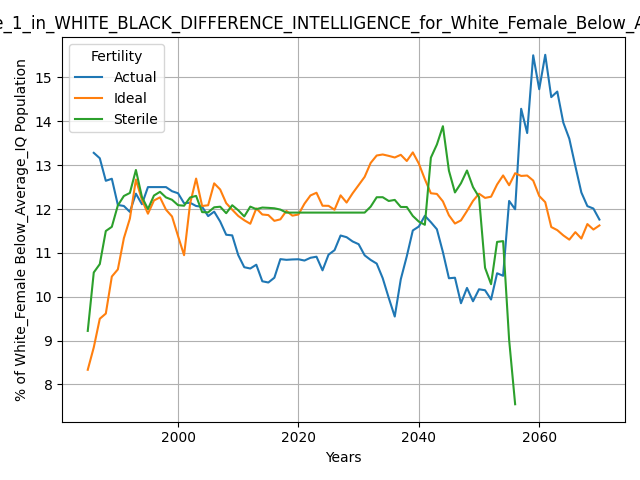 e_1_in_WHITE_BLACK_DIFFERENCE_INTELLIGENCE_for_White_Female_Below_A
Fertility
Actual
Ideal
Sterile
% of White_Female Below_Average_IQ Population
15
14
13
12
11
10
9
8
2000
2020
2040
2060
Years